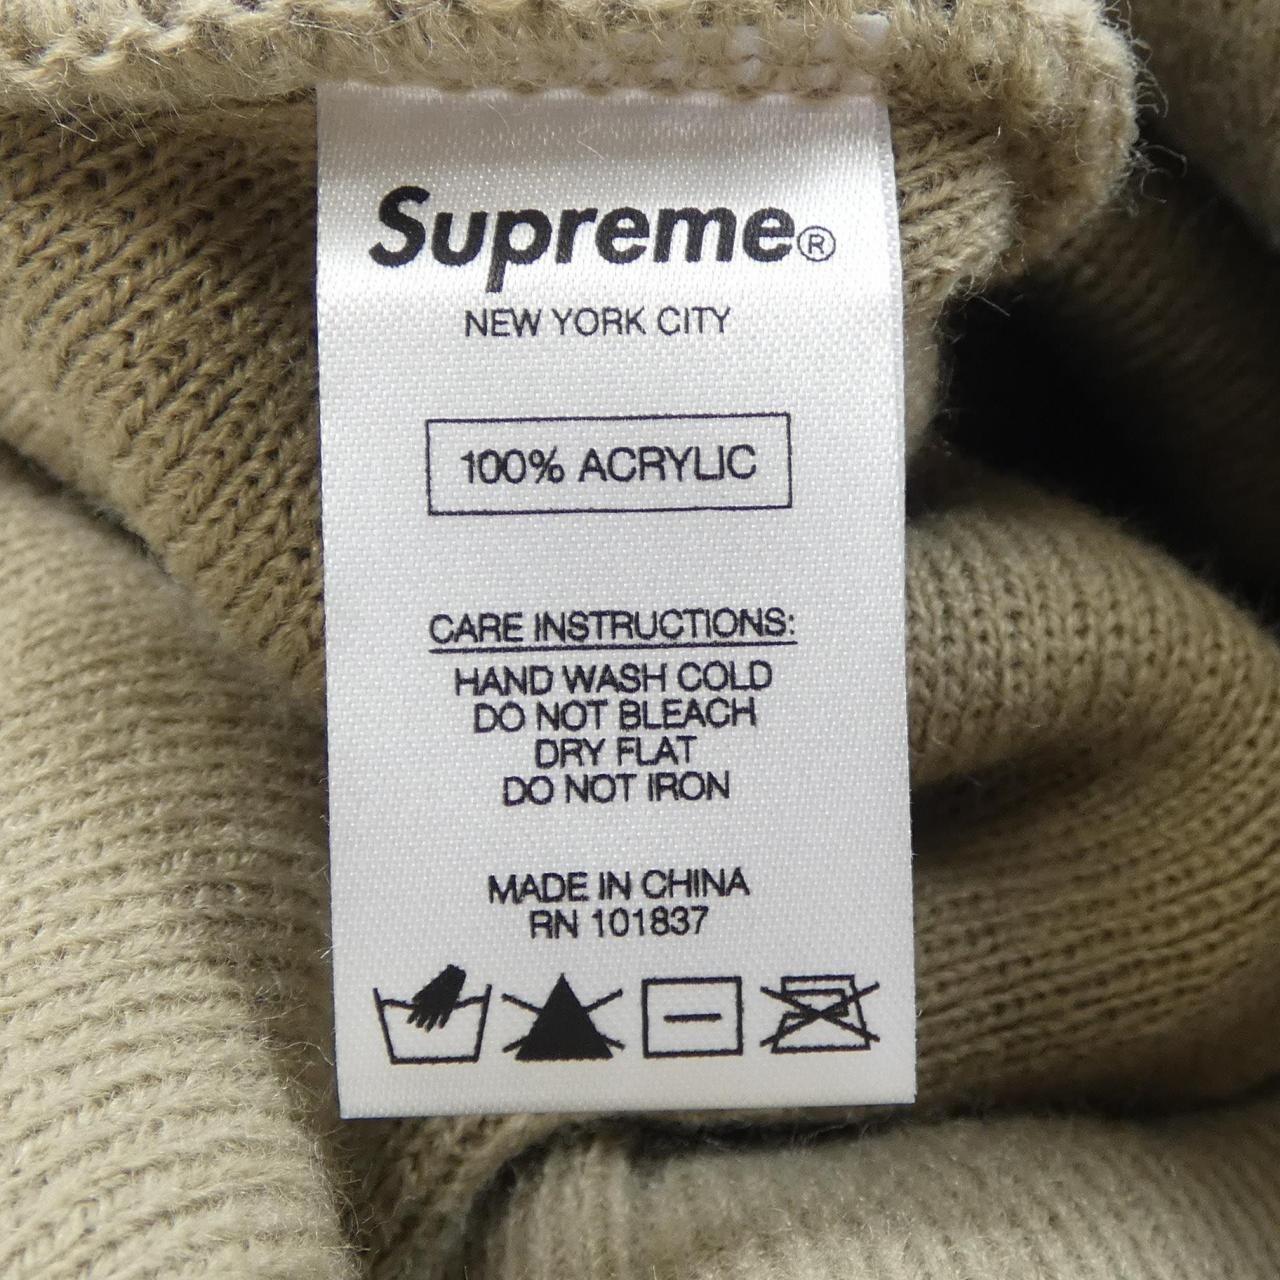 Supreme®
NEW YORK CITY
100% ACRYLIC
CARE INSTRUCTIONS:
HAND WASH COLD
DO NOT BLEACH
DRY FLAT
DO NOT IRON
MADE IN CHINA
RN 101837